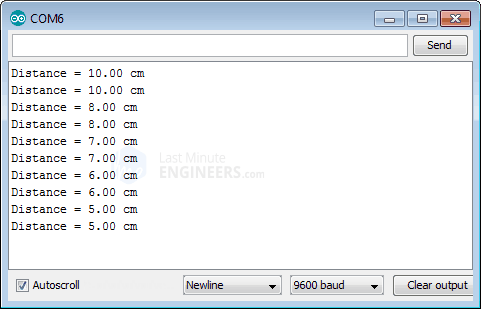 COM6
Send
Distance = 10.00 cm
Distance = 10.00 cm
Distance = 8.00 cm
Distance = 8.00 cm
Distance = 7.00 cm
Distance = 7.00 cm
Distance = 6.00 cm
Distance = 6.00 cm
Distance = 5.00 cm
Distance = 5.00 cm
Last Minute
ENGINEERS.com
Autoscroll
Newline
9600 baud
Clear output